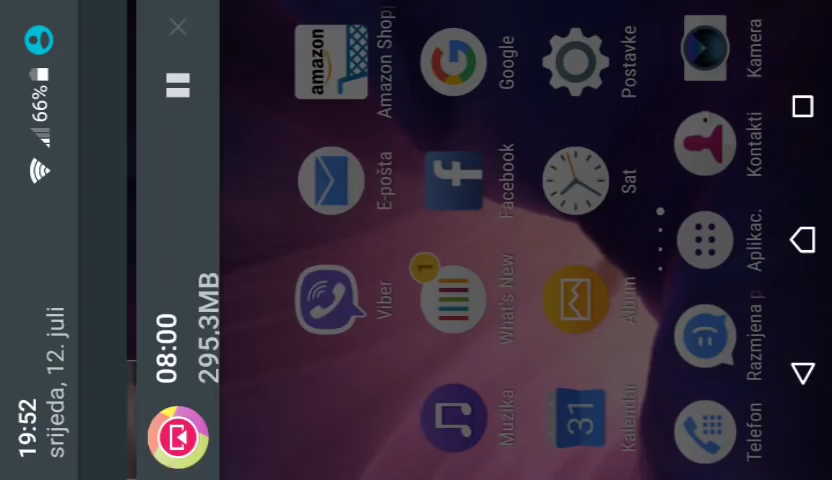 19:52
66%
srijeda, 12. juli
08:00
295,3MB
amazon
Amazon Shop
Google
Postavke
Kamera
E-pošta
Facebook
Sat
Kontakti
Viber
1
What's New
Album
Aplikac.
Muzika
31
Kalendar
Razmjena p
Telefon